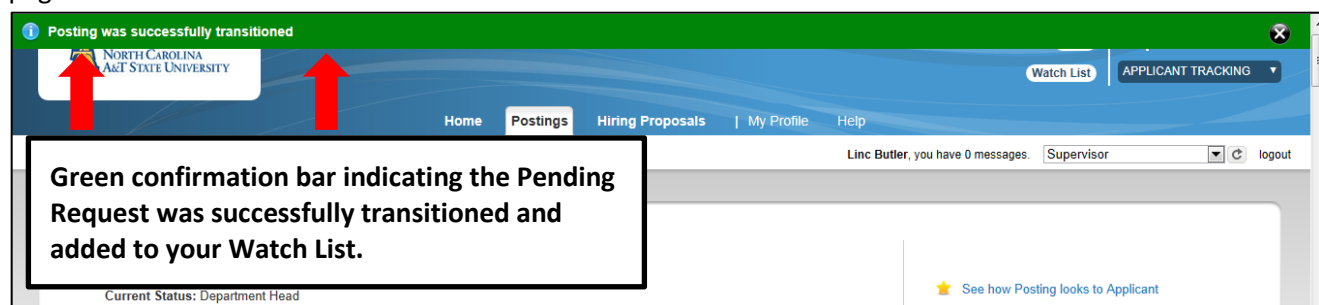 Posting was successfully transitioned
NORTH CAROLINA
A&T STATE UNIVERSITY
Watch List
APPLICANT TRACKING
Home Postings Hiring Proposals | My Profile Help
Linc Butler, you have 0 messages. Supervisor logout
Green confirmation bar indicating the Pending
Request was successfully transitioned and
added to your Watch List.
See how Posting looks to Applicant
Current Status: Department Head